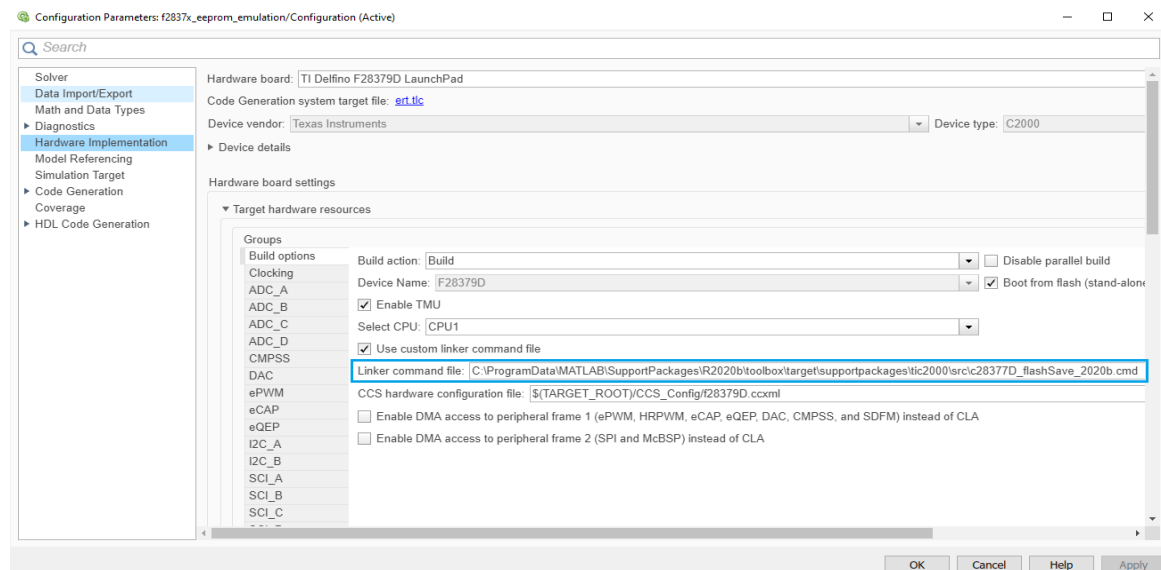 Configuration Parameters: f2837x_eeprom_emulation/Configuration (Active)
Search
Solver
Data Import/Export
Math and Data Types
Diagnostics
Hardware Implementation
Model Referencing
Simulation Target
Code Generation
Coverage
HDL Code Generation
Hardware board: TI Delfino F28379D LaunchPad
Code Generation system target file: ert.tlc
Device vendor: Texas Instruments Device type: C2000
Device details
Hardware board settings
Target hardware resources
Groups
Build options
Clocking
ADC_A
ADC_B
ADC_C
ADC_D
CMPSS
DAC
ePWM
eCAP
eQEP
I2C_A
I2C_B
SCI_A
SCI_B
SCI_C
Build action: Build Disable parallel build
Device Name: F28379D Boot from flash (stand-alone
Enable TMU
Select CPU: CPU1
Use custom linker command file
Linker command file: C:\ProgramData\MATLAB\SupportPackages\R2020b\toolbox\target\supportpackages\tic2000\src\c28377D_flashSave_2020b.cmd
CCS hardware configuration file: $(TARGET_ROOT)/CCS_Config/f28379D.ccxml
Enable DMA access to peripheral frame 1 (ePWM, HRPWM, eCAP, eQEP, DAC, CMPSS, and SDFM) instead of CLA
Enable DMA access to peripheral frame 2 (SPI and McBSP) instead of CLA
OK Cancel Help Apply